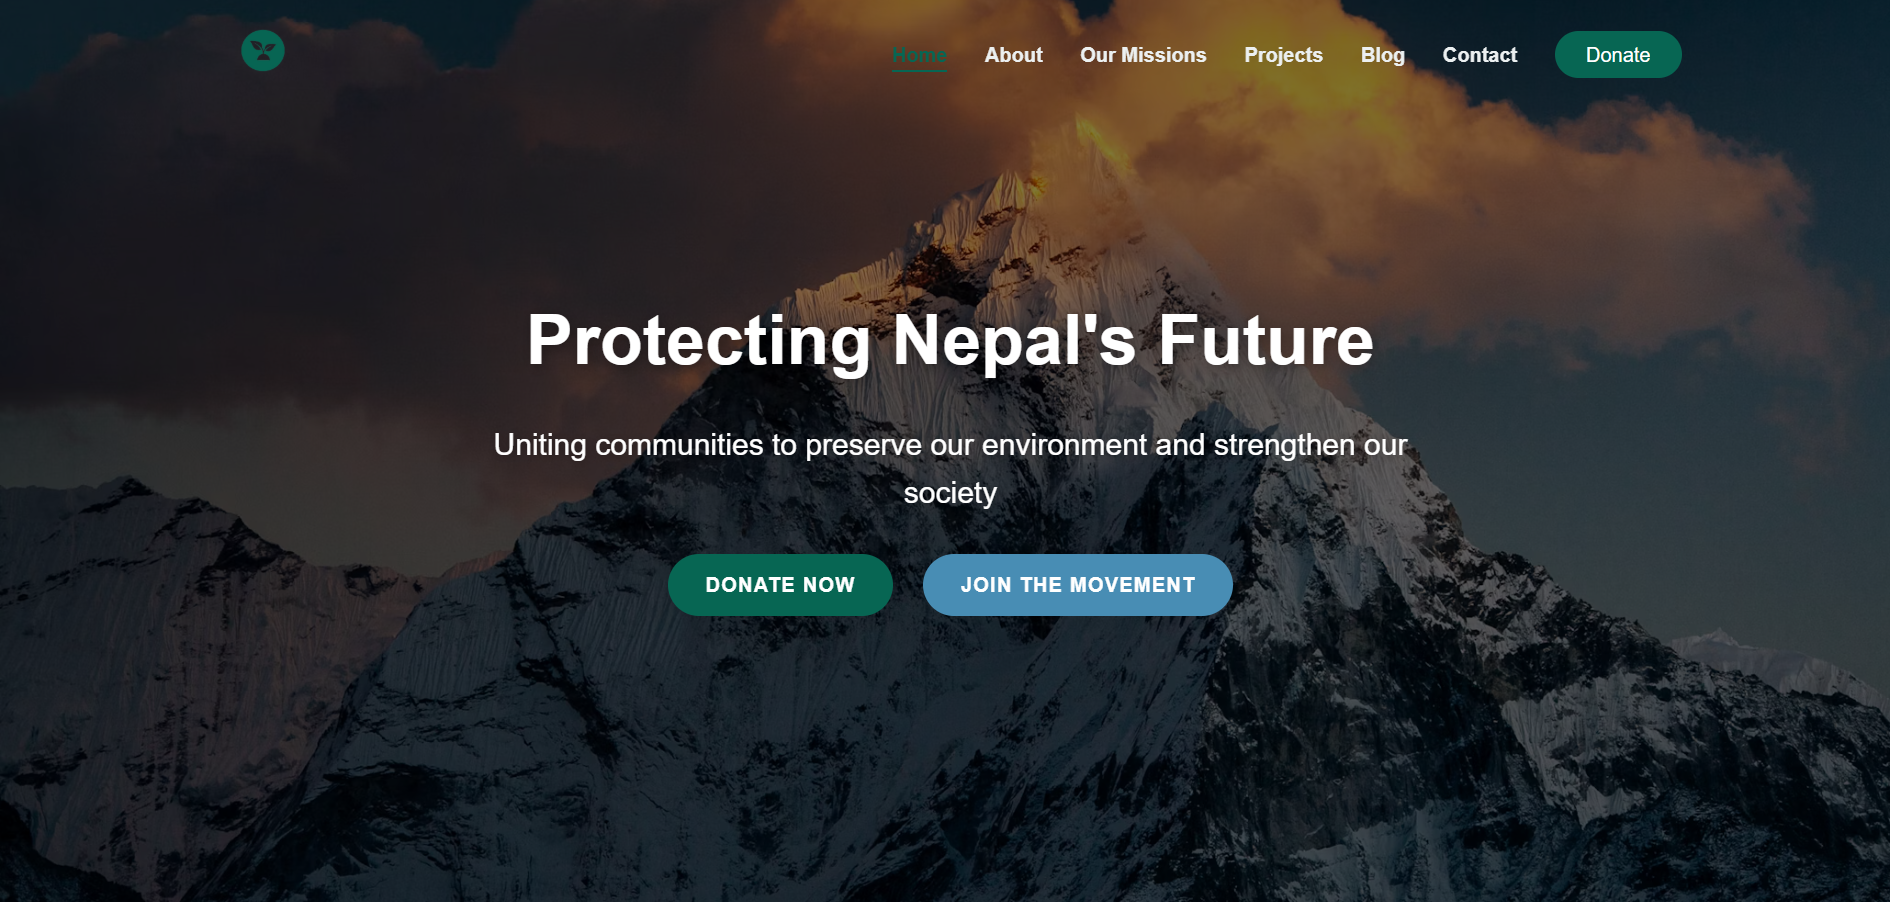 Home About Our Missions Projects Blog Contact Donate
Protecting Nepal's Future
Uniting communities to preserve our environment and strengthen our
society
DONATE NOW JOIN THE MOVEMENT